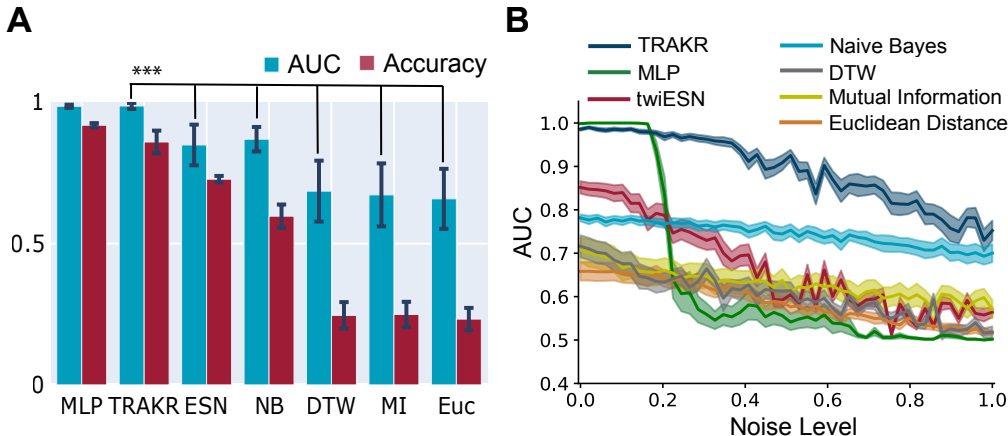 A
***
AUC Accuracy
1
0.5
0
MLP TRAKR ESN NB DTW MI Euc
B
TRAKR
MLP
twiESN
Naive Bayes
DTW
Mutual Information
Euclidean Distance
AUC
1.0
0.9
0.8
0.7
0.6
0.5
0.4
0.0 0.2 0.4 0.6 0.8 1.0
Noise Level